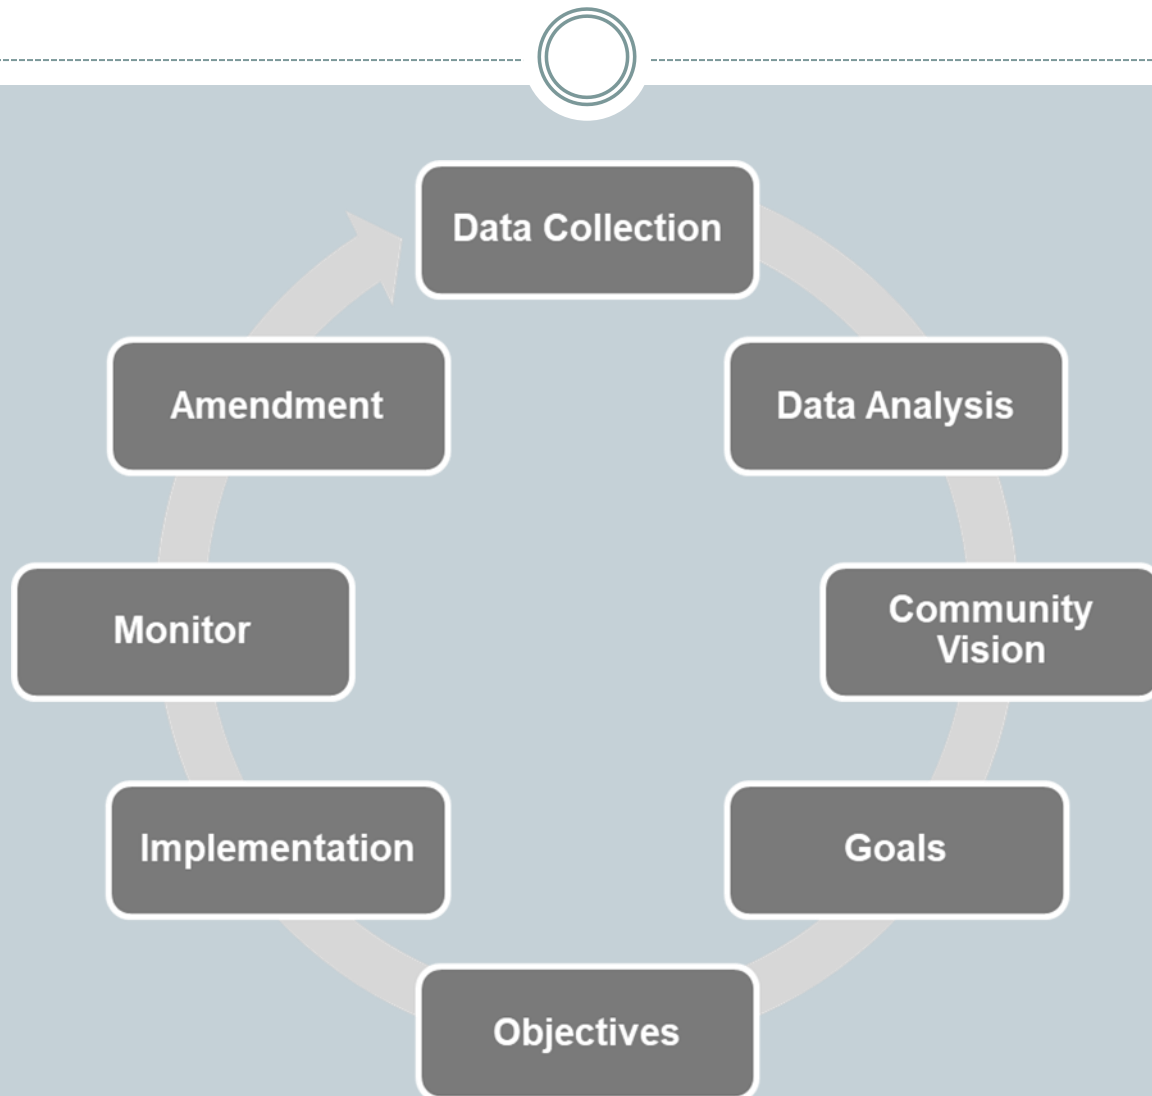 Data Collection
Data Analysis
Community
Vision
Goals
Objectives
Implementation
Monitor
Amendment